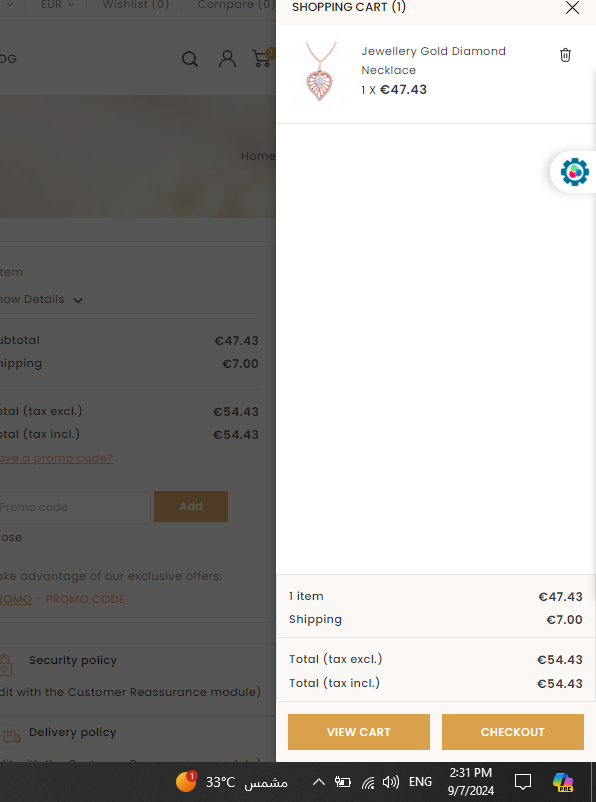 EUR
Wishlist (0)
Compare (0)
SHOPPING CART (1)
OG
1
Jewellery Gold Diamond
Necklace
1 X €47.43
Home
tem
how Details
ubtotal €47.43
hipping €7.00
otal (tax excl.) €54.43
otal (tax incl.) €54.43
ave a promo code?
Promo code
Add
ose
ake advantage of our exclusive offers:
ROMO - PROMO CODE
Security policy
dit with the Customer Reassurance module)
Delivery policy
1 item €47.43
Shipping €7.00
Total (tax excl.) €54.43
Total (tax incl.) €54.43
VIEW CART
CHECKOUT
1
33°C مشمس
ENG
2:31 PM
9/7/2024
PRE